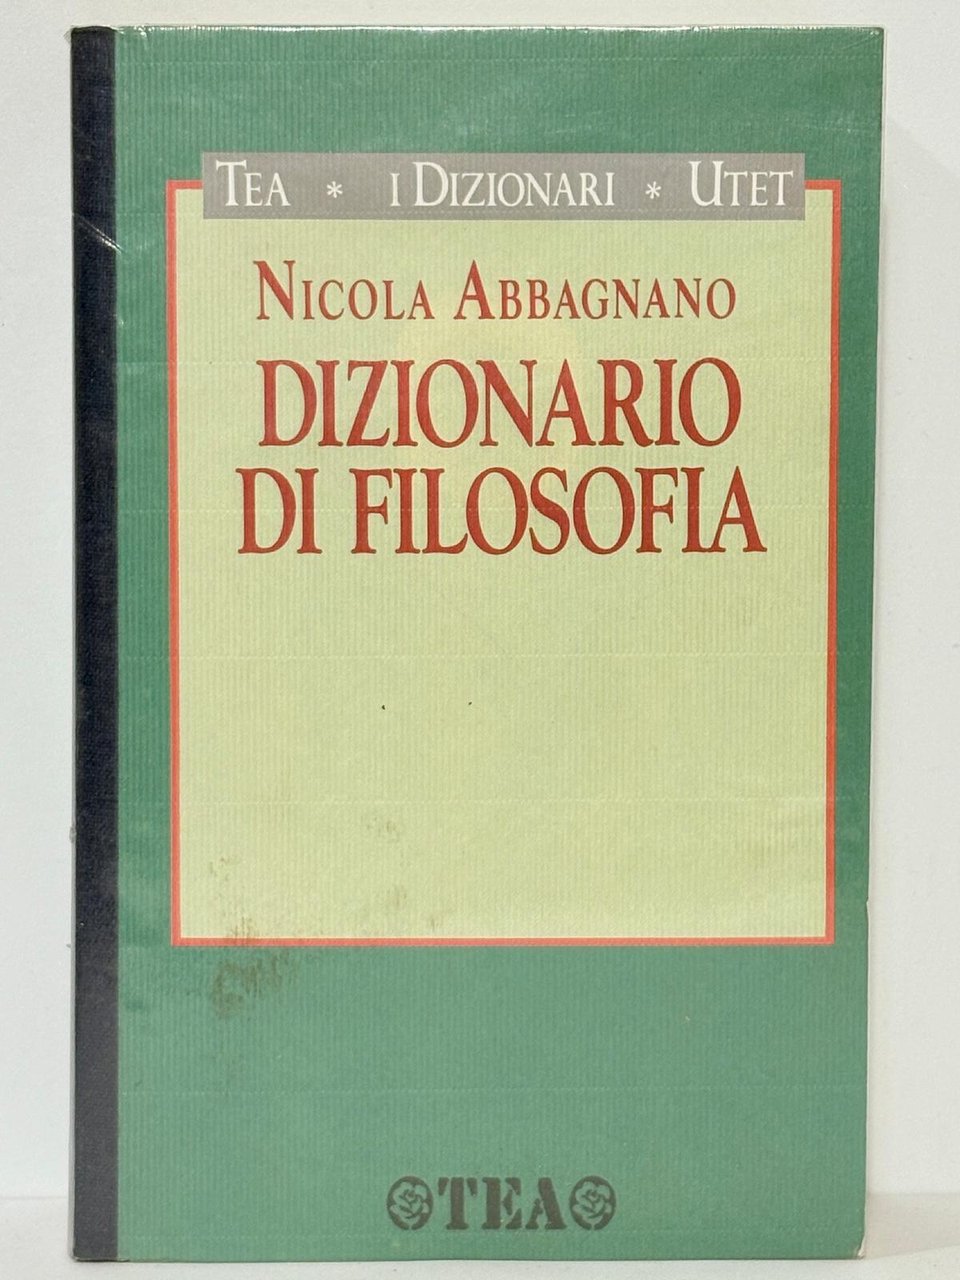 TEA * I DIZIONARI * UTET
NICOLA ABBAGNANO
DIZIONARIO
DI FILOSOFIA
TEA